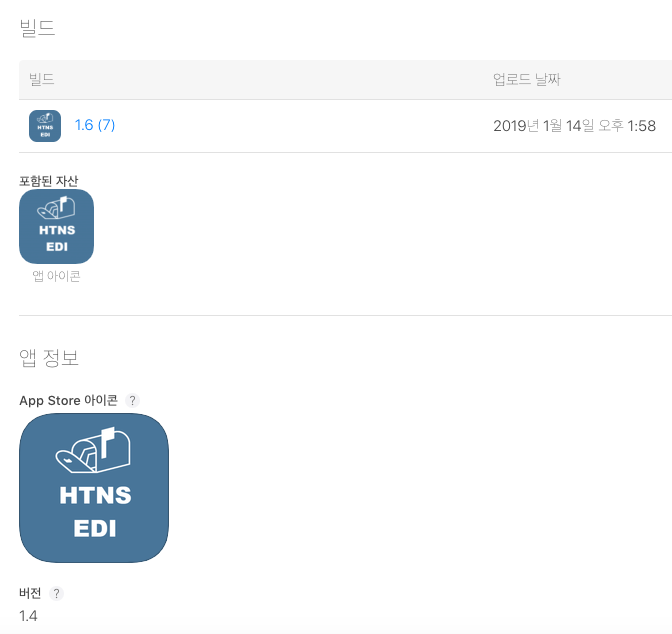 빌드
빌드 업로드 날짜
HTNS
EDI
1.6 (7) 2019년 1월 14일 오후 1:58
포함된 자산
HTNS
EDI
앱 아이콘
앱 정보
App Store 아이콘 ?
HTNS
EDI
버전 ?
1.4